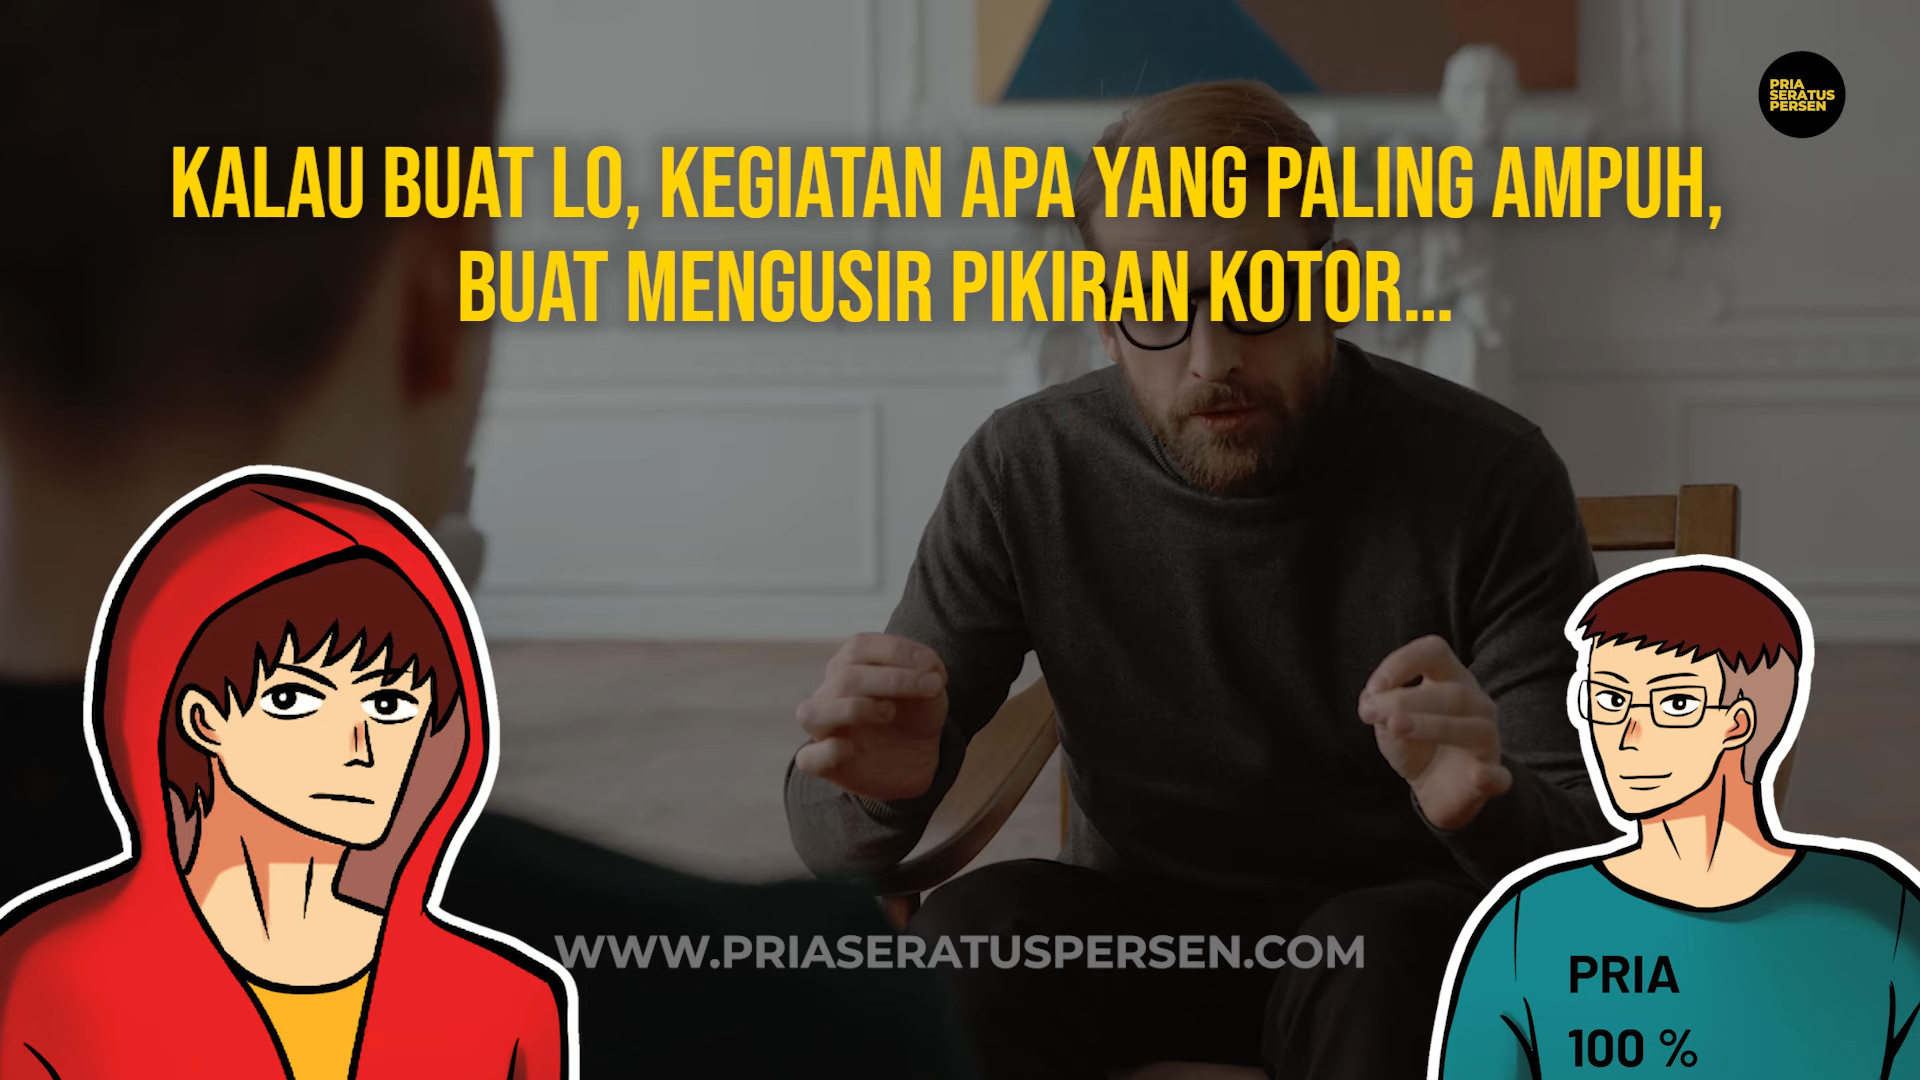 PRIA
SERATUS
PERSEN
KALAU BUAT LO, KEGIATAN APA YANG PALING AMPUH,
BUAT MENGUSIR PIKIRAN KOTOR...
WWW.PRIASERATUSPERSEN.COM
PRIA
100 %